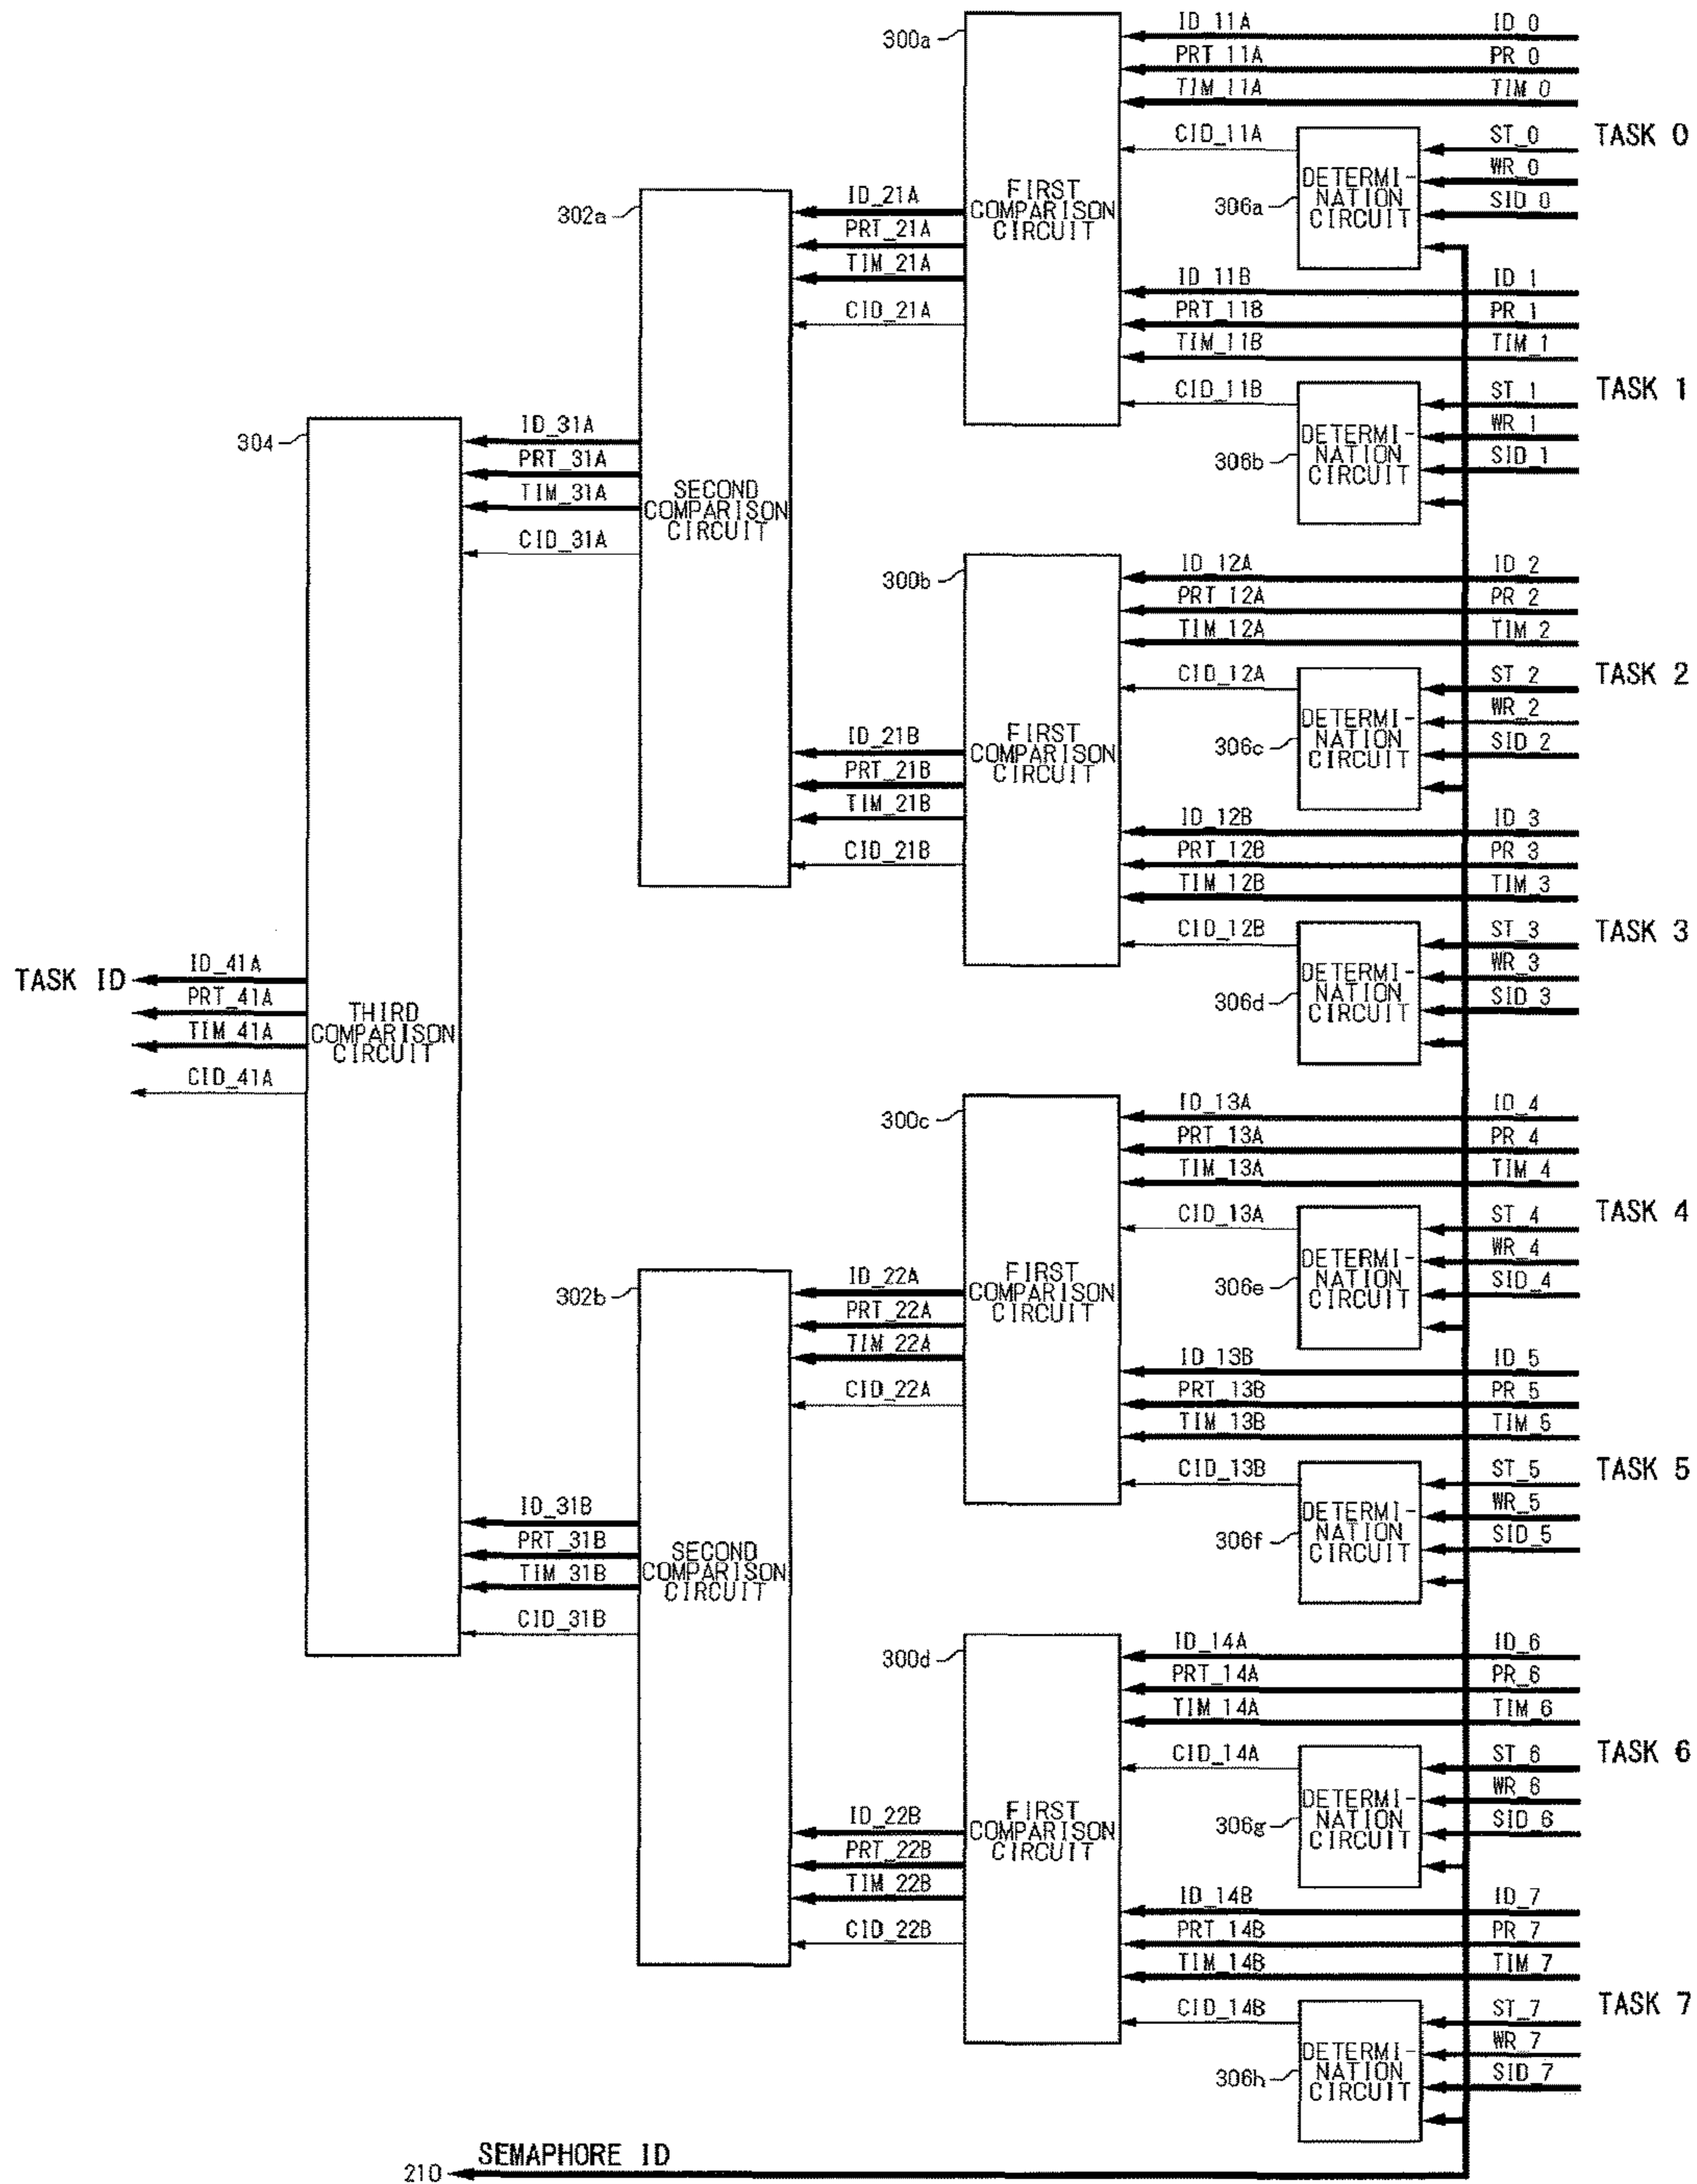 300a
ID_11A ID_0
PRT_11A PR_0
TIM_11A TIM_0
TASK 0
CID_11A ST_0
WR_0
SID_0
306a
DETERMI-
NATION
CIRCUIT
FIRST
COMPARISON
CIRCUIT
302a
ID_21A
PRT_21A
TIM_21A
CID_21A
ID_11B ID_1
PRT_11B PR_1
TIM_11B TIM_1
TASK 1
CID_11B ST_1
WR_1
SID_1
306b
DETERMI-
NATION
CIRCUIT
304
ID_31A
PRT_31A
TIM_31A
CID_31A
SECOND
COMPARISON
CIRCUIT
300b
ID_12A ID_2
PRT_12A PR_2
TIM_12A TIM_2
TASK 2
CID_12A ST_2
WR_2
SID_2
306c
DETERMI-
NATION
CIRCUIT
FIRST
COMPARISON
CIRCUIT
ID_21B
PRT_21B
TIM_21B
CID_21B
ID_12B ID_3
PRT_12B PR_3
TIM_12B TIM_3
TASK 3
CID_12B ST_3
WR_3
SID_3
306d
DETERMI-
NATION
CIRCUIT
TASK ID
ID_41A
PRT_41A
TIM_41A
CID_41A
THIRD
COMPARISON
CIRCUIT
300c
ID_13A ID_4
PRT_13A PR_4
TIM_13A TIM_4
TASK 4
CID_13A ST_4
WR_4
SID_4
306e
DETERMI-
NATION
CIRCUIT
FIRST
COMPARISON
CIRCUIT
302b
ID_22A
PRT_22A
TIM_22A
CID_22A
ID_13B ID_5
PRT_13B PR_5
TIM_13B TIM_5
TASK 5
CID_13B ST_5
WR_5
SID_5
306f
DETERMI-
NATION
CIRCUIT
ID_31B
PRT_31B
TIM_31B
CID_31B
SECOND
COMPARISON
CIRCUIT
300d
ID_14A ID_6
PRT_14A PR_6
TIM_14A TIM_6
TASK 6
CID_14A ST_6
WR_6
SID_6
306g
DETERMI-
NATION
CIRCUIT
FIRST
COMPARISON
CIRCUIT
ID_22B
PRT_22B
TIM_22B
CID_22B
ID_14B ID_7
PRT_14B PR_7
TIM_14B TIM_7
TASK 7
CID_14B ST_7
WR_7
SID_7
306h
DETERMI-
NATION
CIRCUIT
SEMAPHORE ID
210